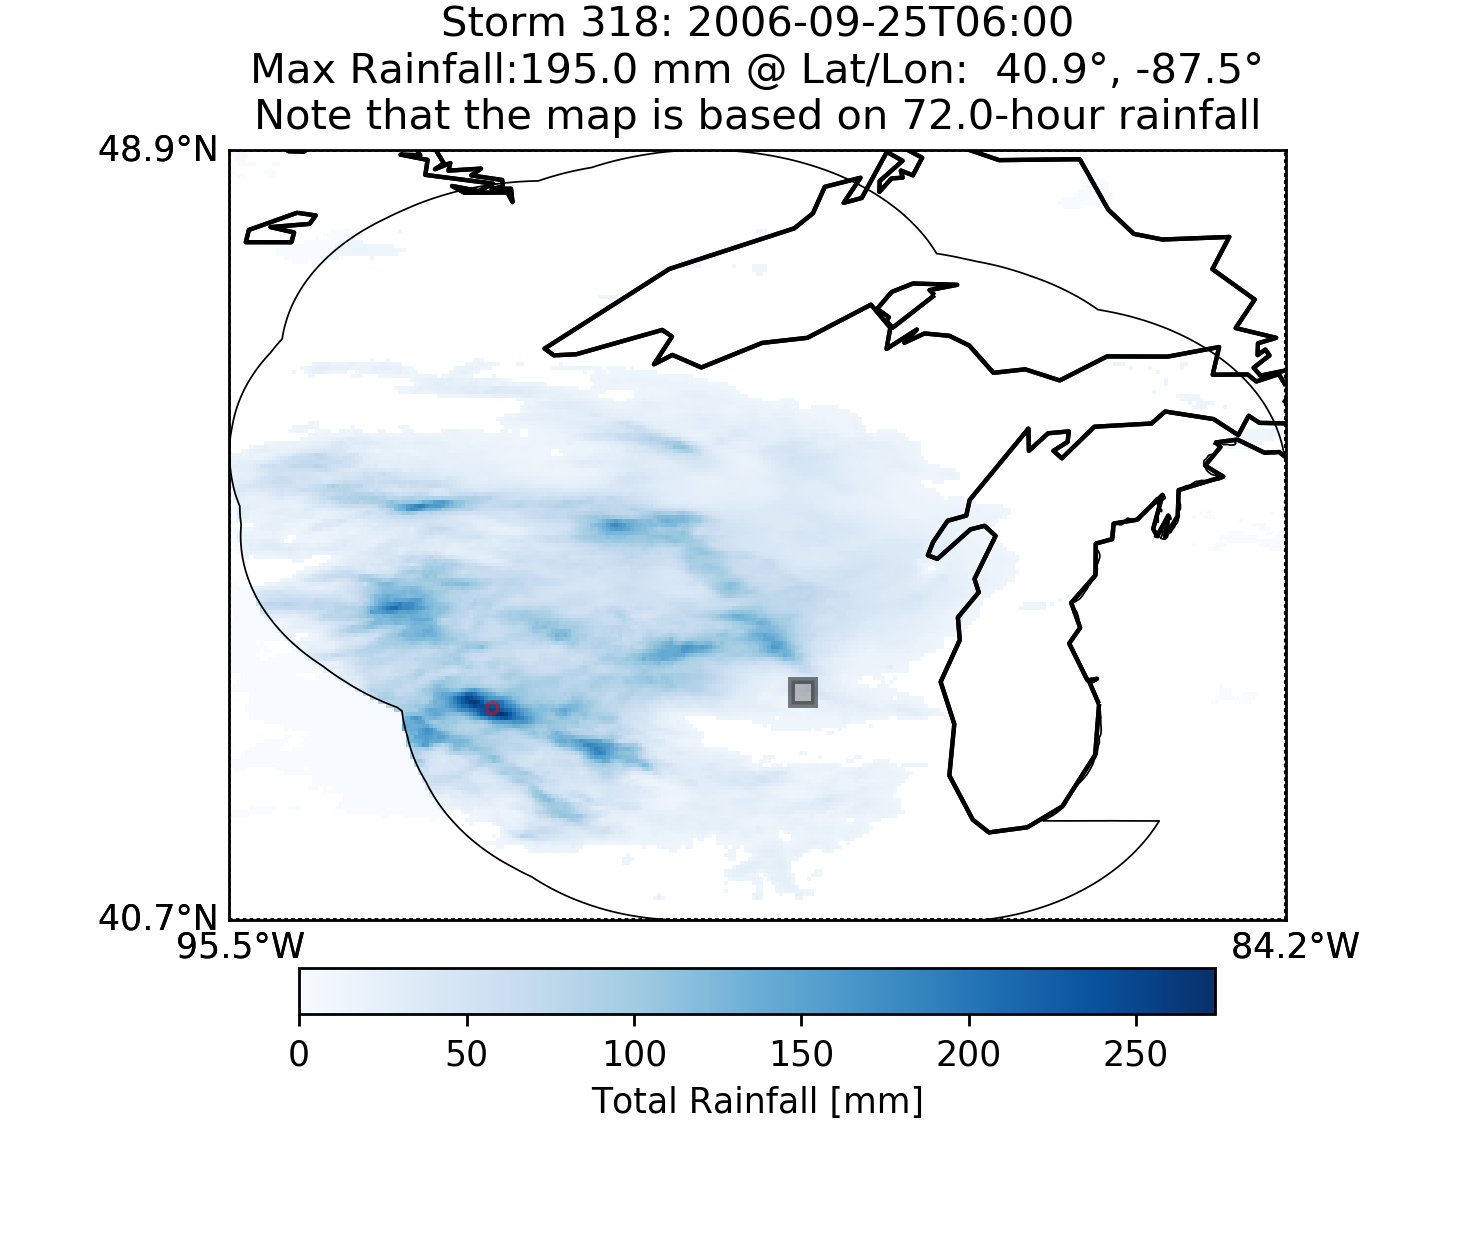 Storm 318: 2006-09-25T06:00
Max Rainfall:195.0 mm @ Lat/Lon:  40.9°, -87.5°
Note that the map is based on 72.0-hour rainfall
48.9°N
40.7°N
95.5°W 84.2°W
0 50 100 150 200 250
Total Rainfall [mm]